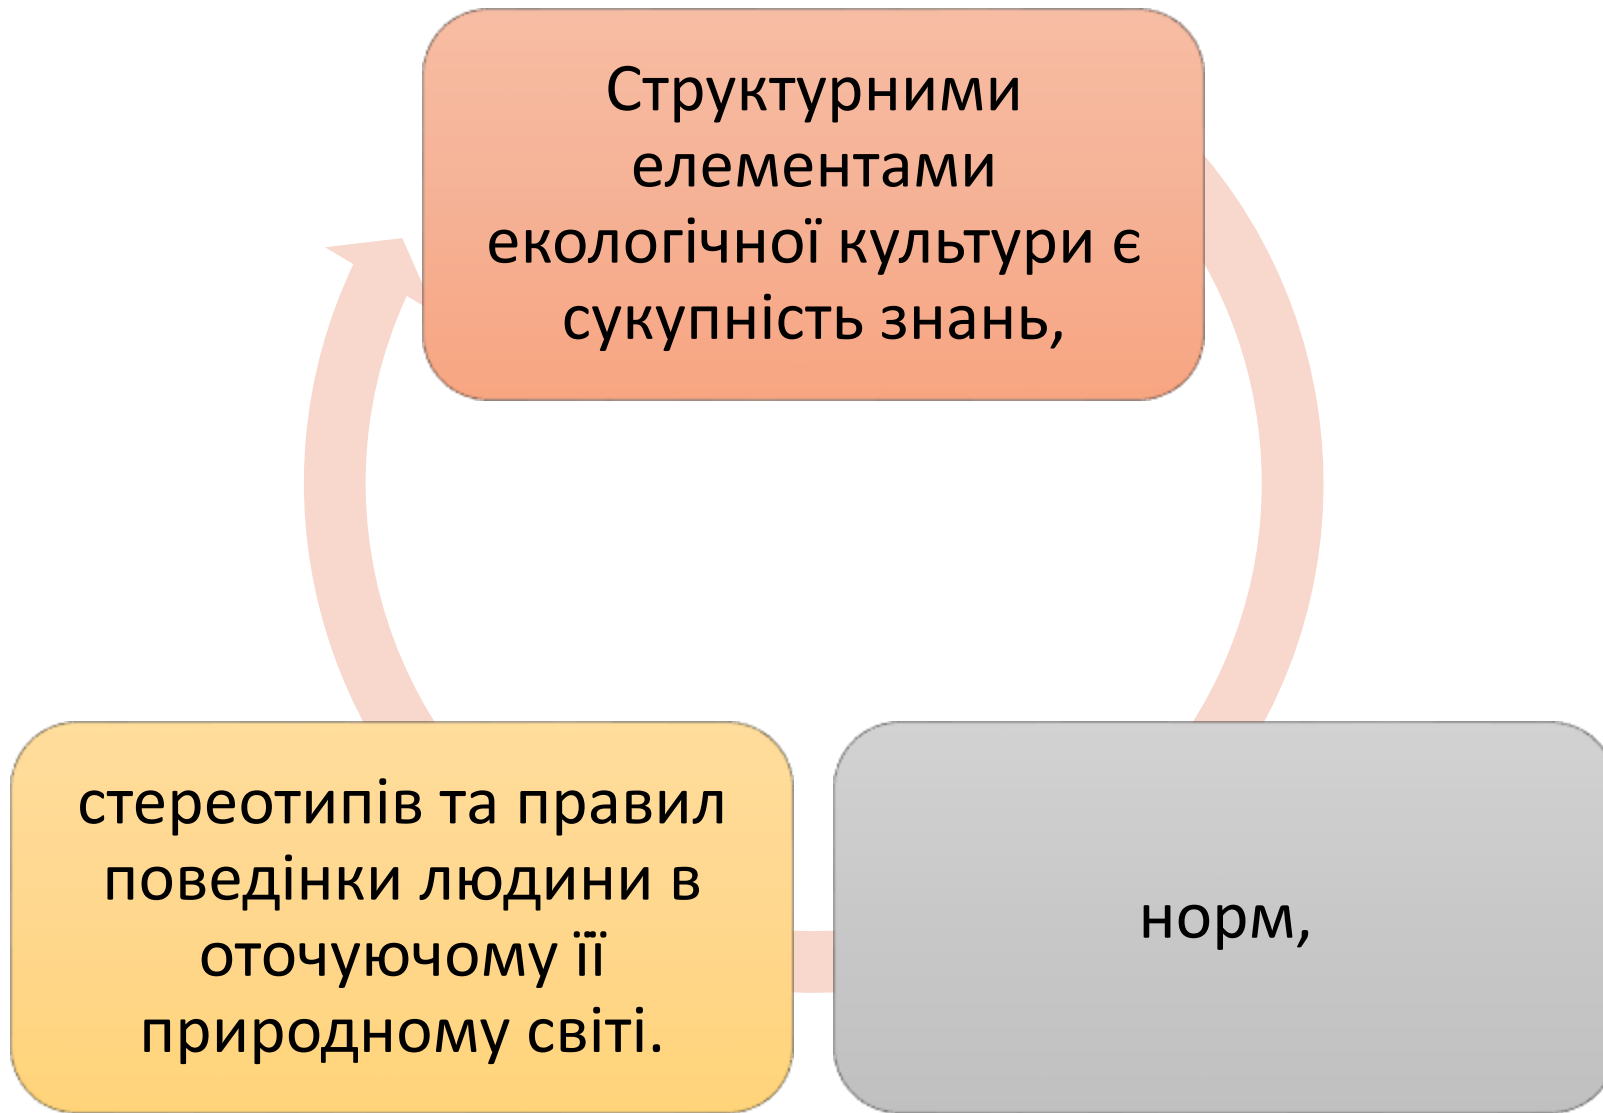 Структурними
елементами
екологічної культури є
сукупність знань,
норм,
стереотипів та правил
поведінки людини в
оточуючому її
природному світі.